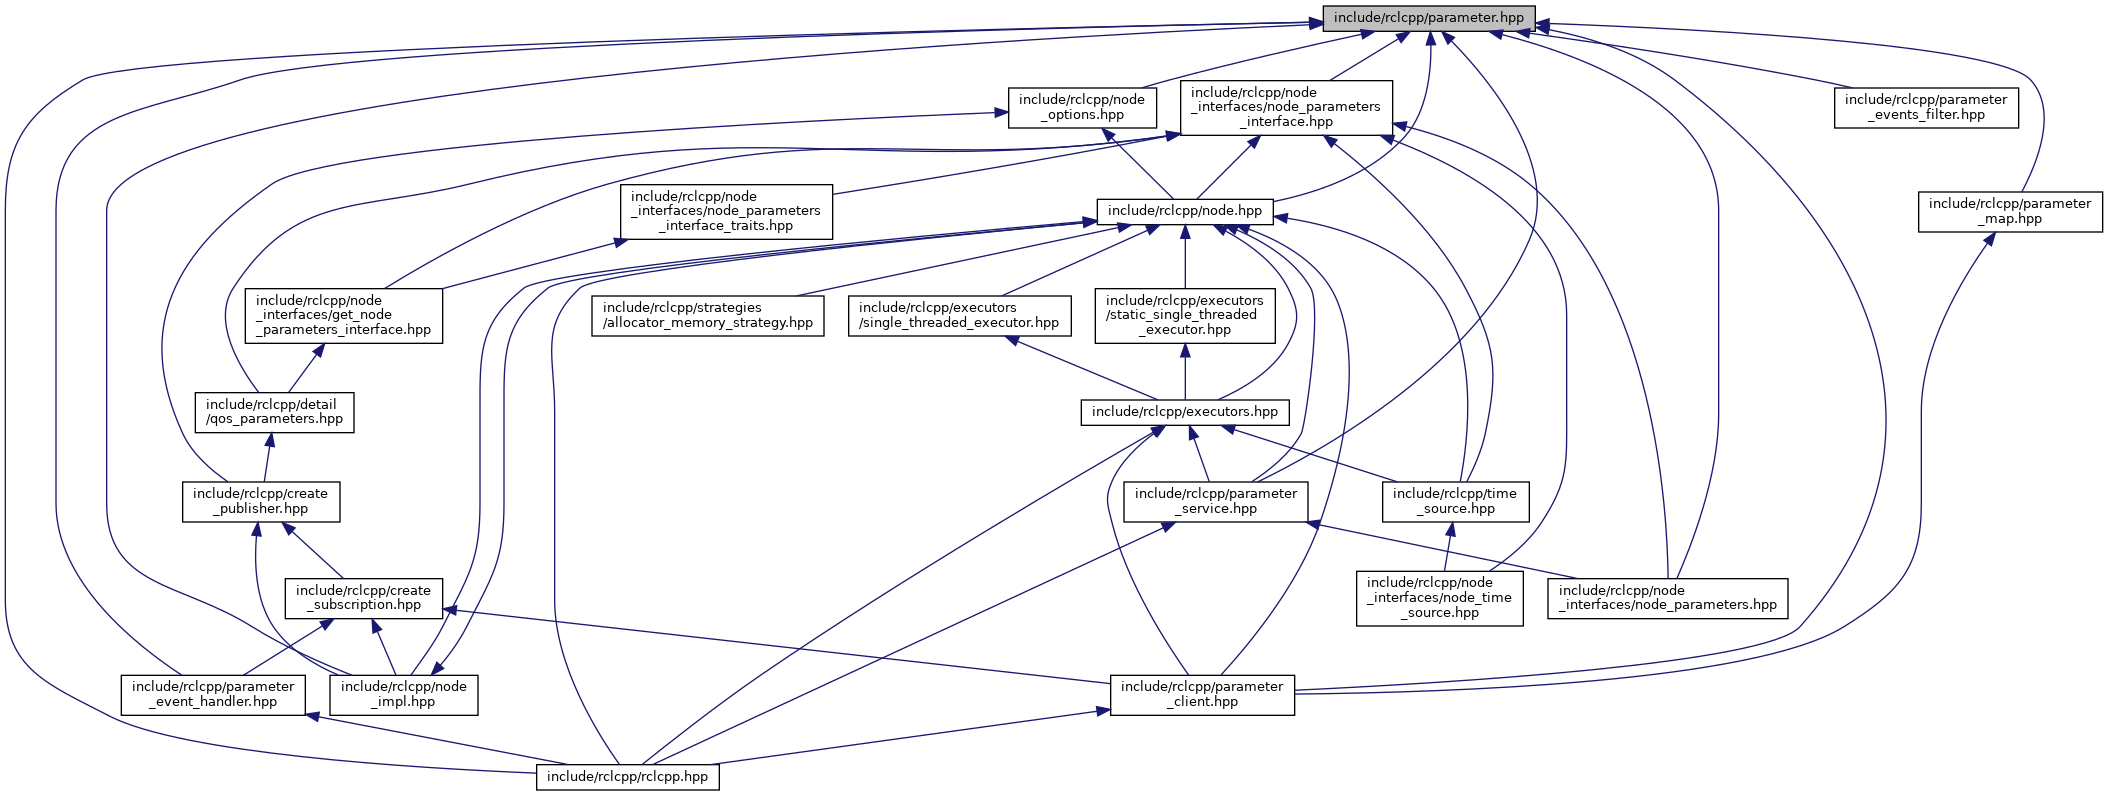 include/rclcpp/parameter.hpp
include/rclcpp/node
_options.hpp
include/rclcpp/node
_interfaces/node_parameters
_interface.hpp
include/rclcpp/parameter
_events_filter.hpp
include/rclcpp/node
_interfaces/node_parameters
_interface_traits.hpp
include/rclcpp/node.hpp
include/rclcpp/parameter
_map.hpp
include/rclcpp/node
_interfaces/get_node
_parameters_interface.hpp
include/rclcpp/strategies
/allocator_memory_strategy.hpp
include/rclcpp/executors
/single_threaded_executor.hpp
include/rclcpp/executors
/static_single_threaded
_executor.hpp
include/rclcpp/detail
/qos_parameters.hpp
include/rclcpp/executors.hpp
include/rclcpp/create
_publisher.hpp
include/rclcpp/parameter
_service.hpp
include/rclcpp/time
_source.hpp
include/rclcpp/create
_subscription.hpp
include/rclcpp/node
_interfaces/node_time
_source.hpp
include/rclcpp/node
_interfaces/node_parameters.hpp
include/rclcpp/parameter
_event_handler.hpp
include/rclcpp/node
_impl.hpp
include/rclcpp/parameter
_client.hpp
include/rclcpp/rclcpp.hpp